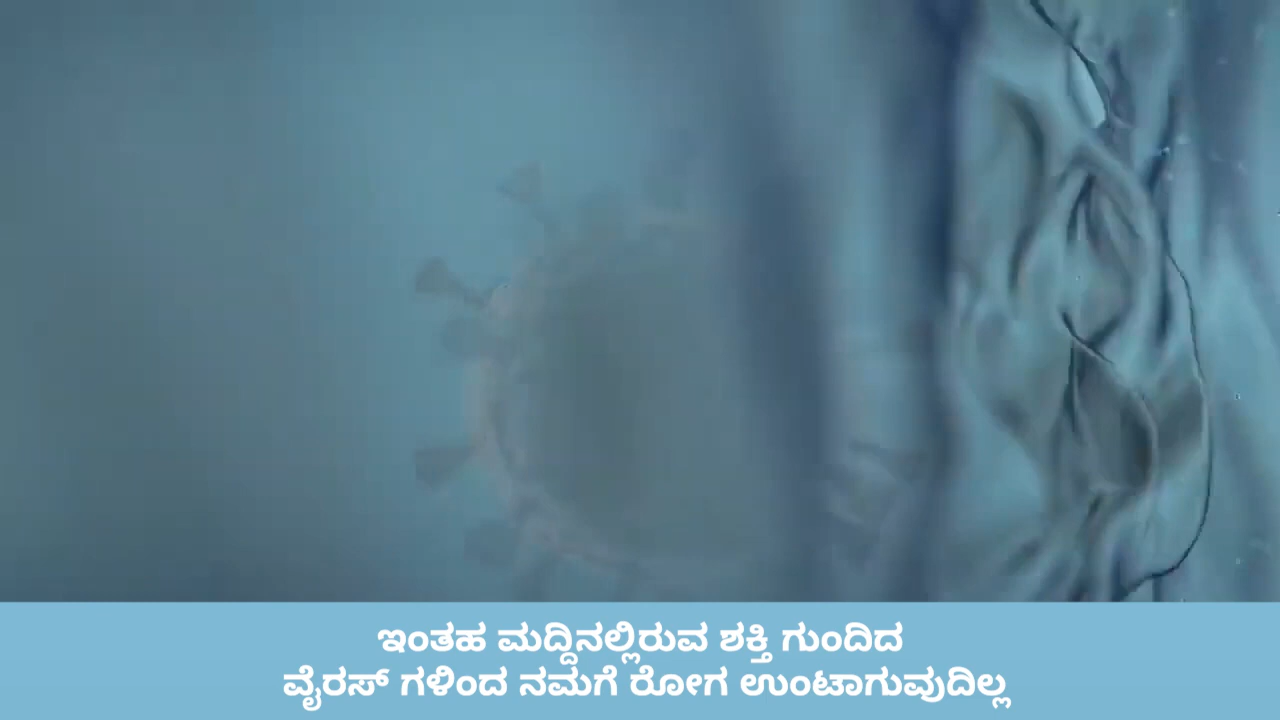 ಇಂತಹ ಮದ್ದಿನಲ್ಲಿರುವ ಶಕ್ತಿ ಗುಂದಿದ
ವೈರಸ್ ಗಳಿಂದ ನಮಗೆ ರೋಗ ಉಂಟಾಗುವುದಿಲ್ಲ